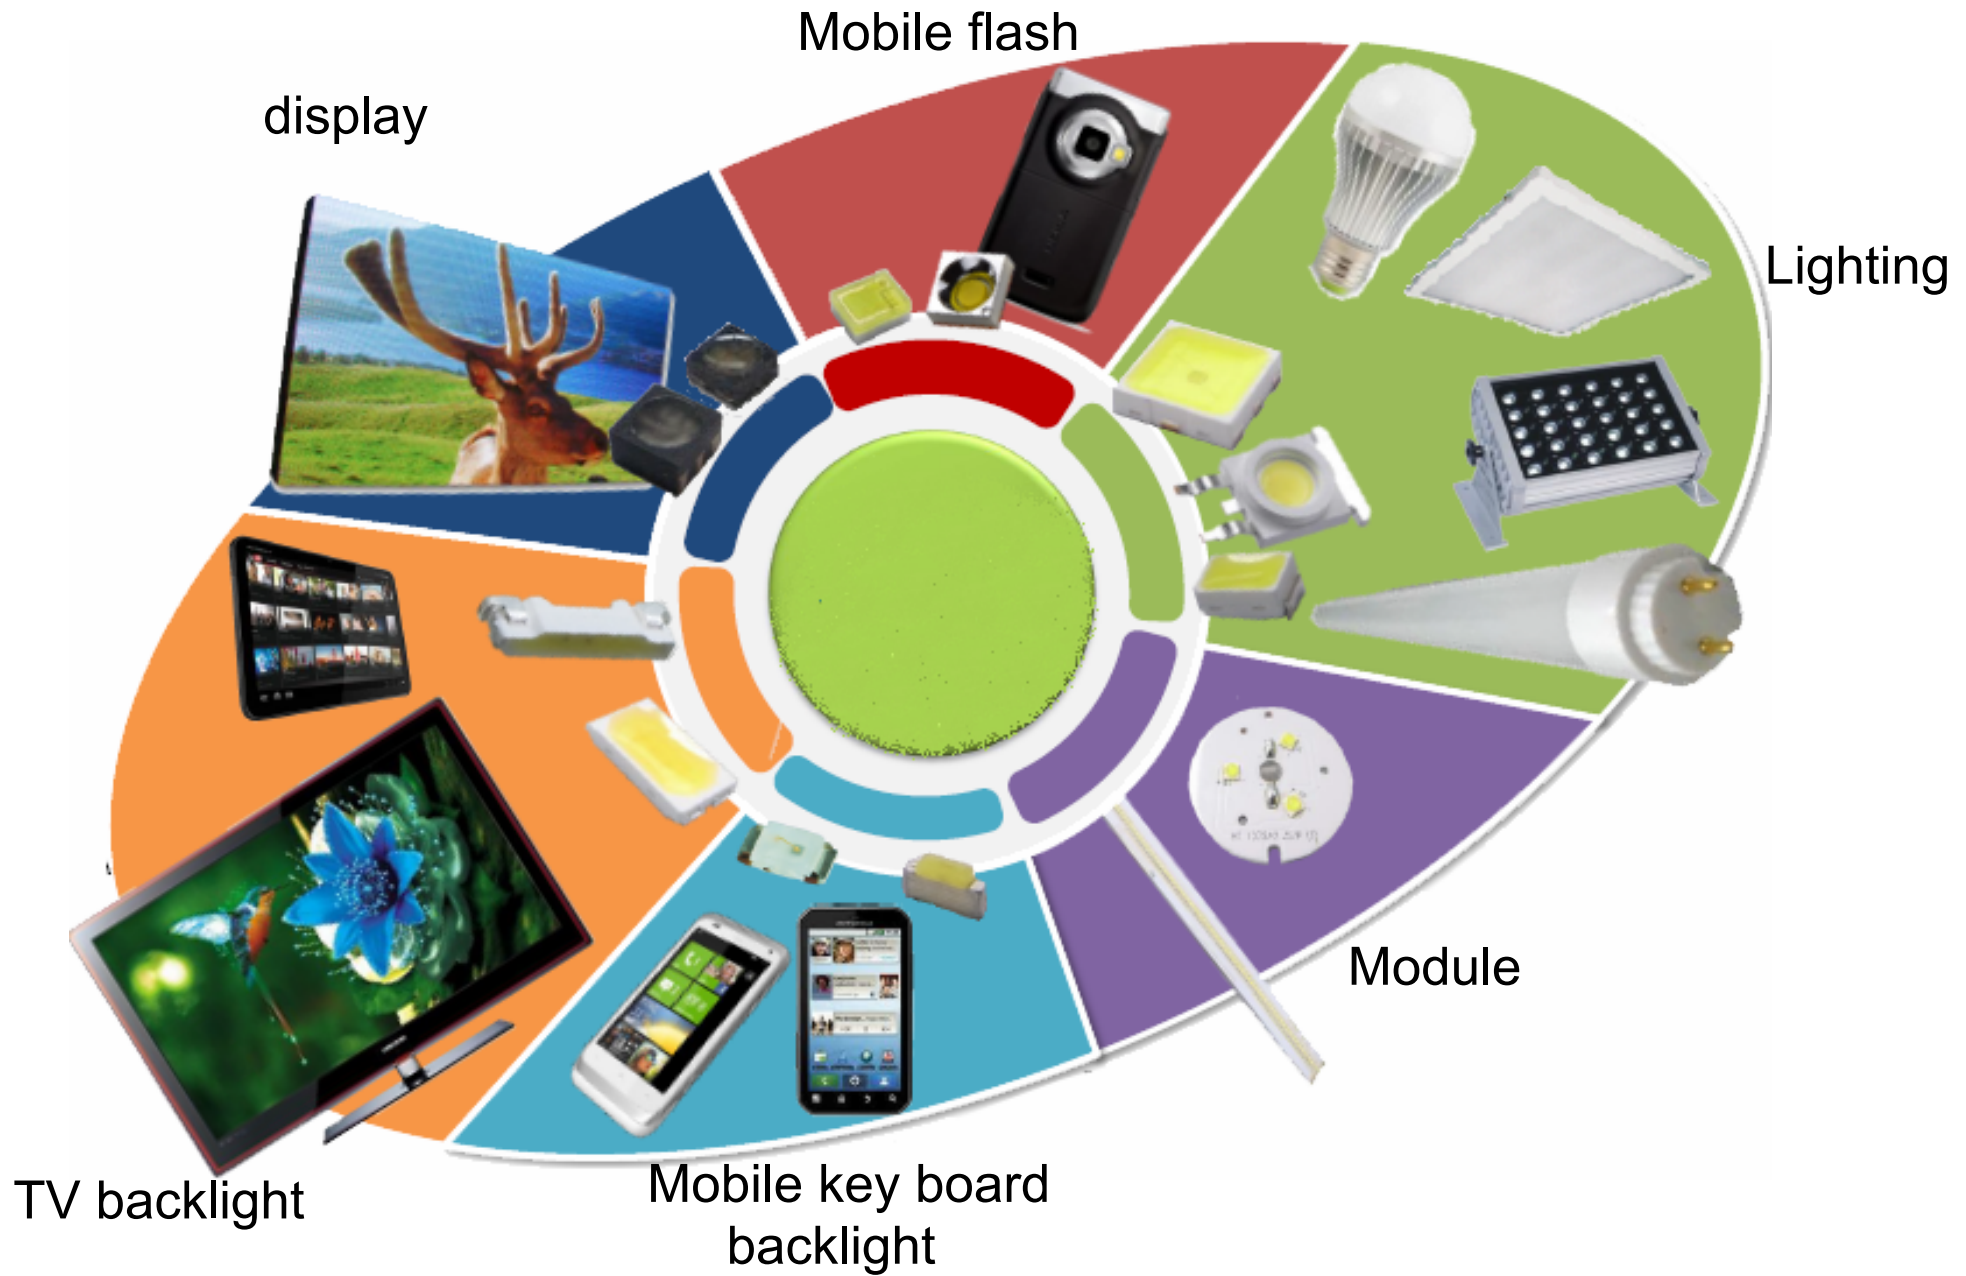 Mobile flash
display
Lighting
Module
Mobile key board
backlight
TV backlight